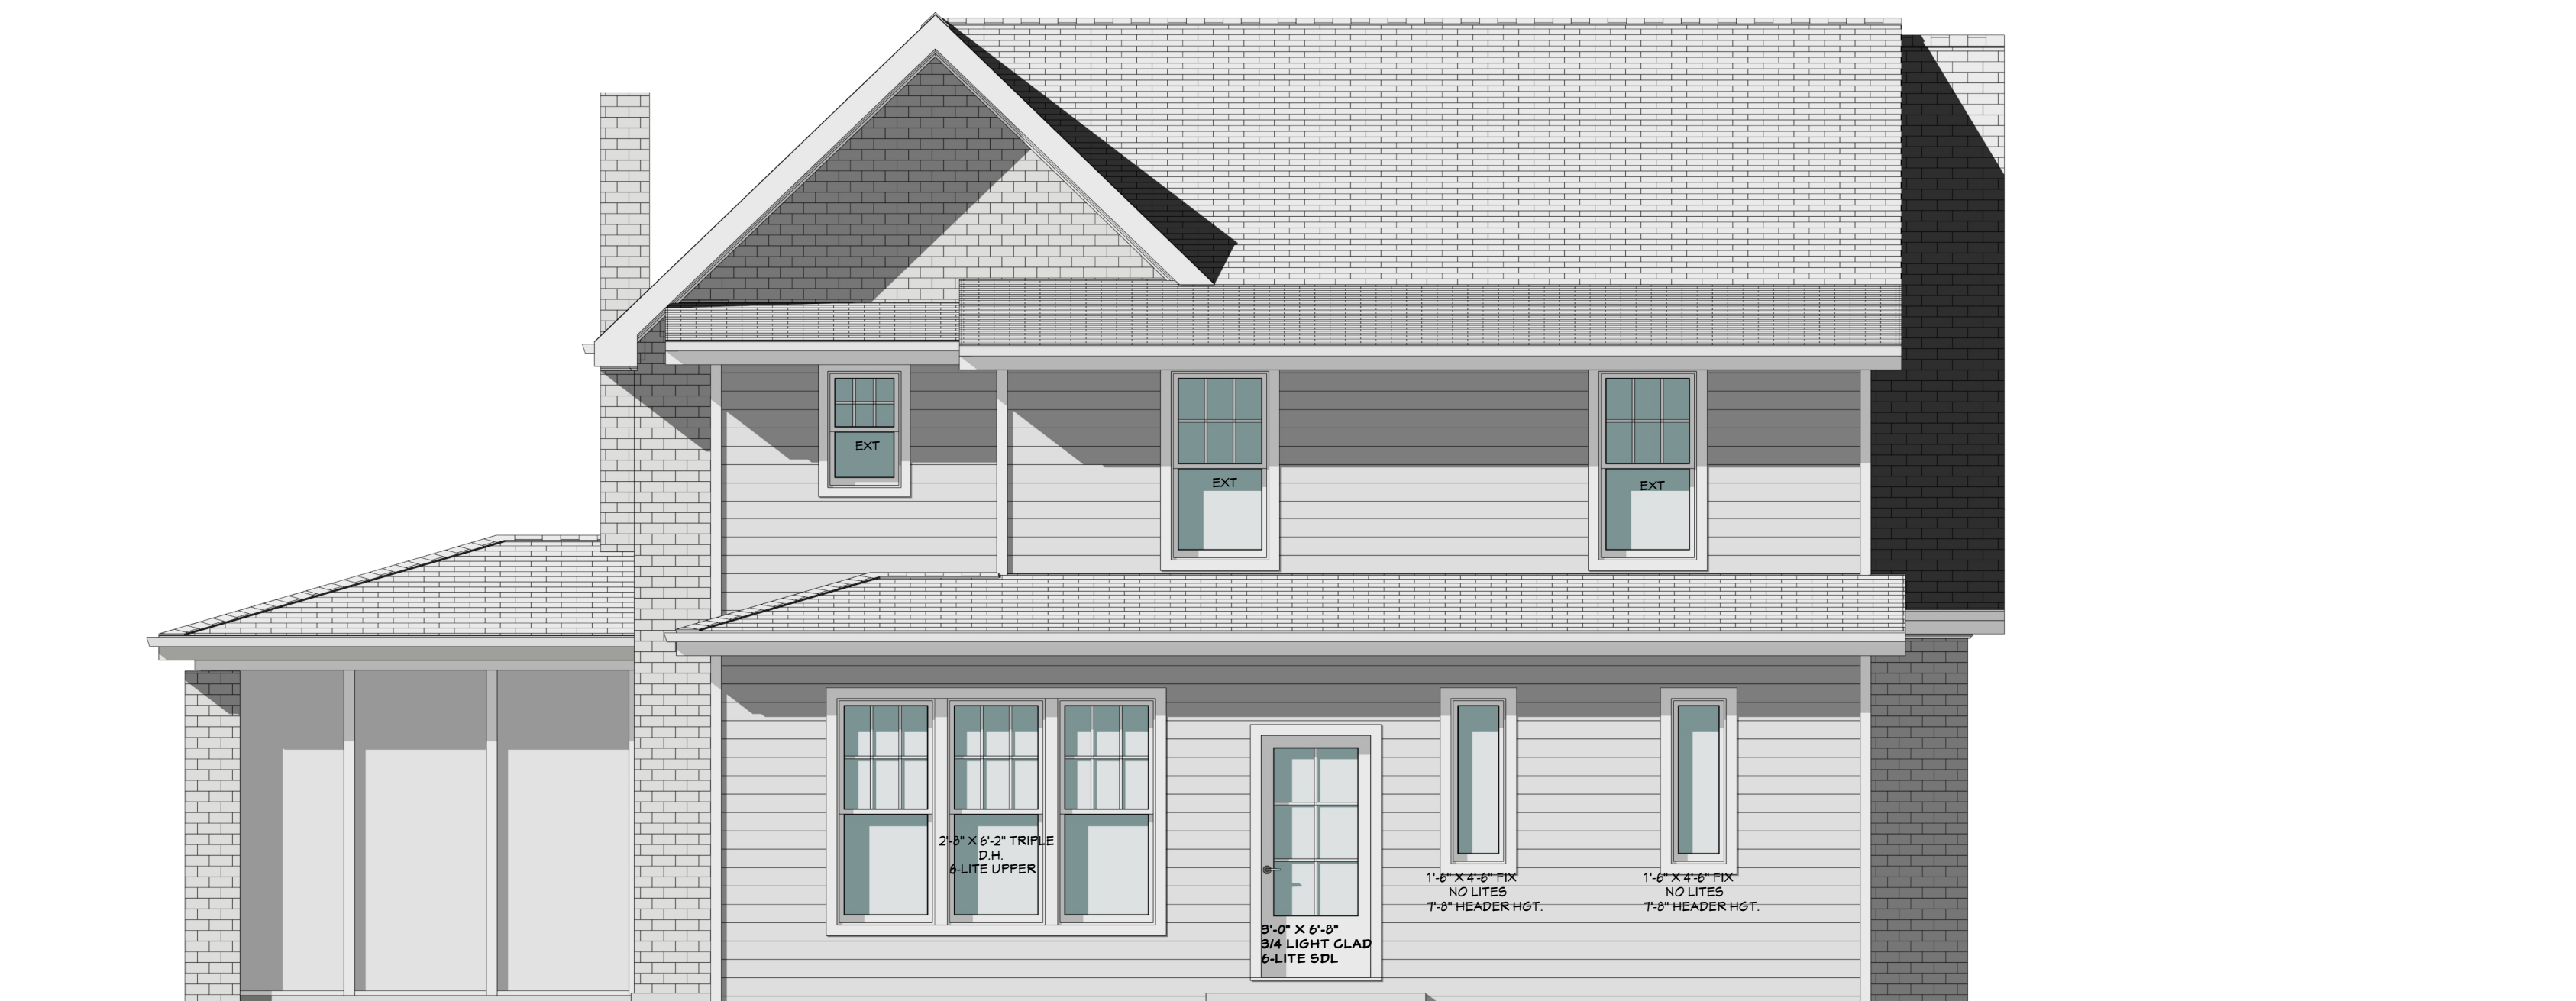 EXT
EXT
EXT
2'-8" X 6'-2" TRIPLE
D.H.
6-LITE UPPER
1'-6" X 4'-6" FIX
NO LITES
7'-8" HEADER HGT.
1'-6" X 4'-6" FIX
NO LITES
7'-8" HEADER HGT.
3'-0" X 6'-8"
3/4 LIGHT CLAD
6-LITE SDL